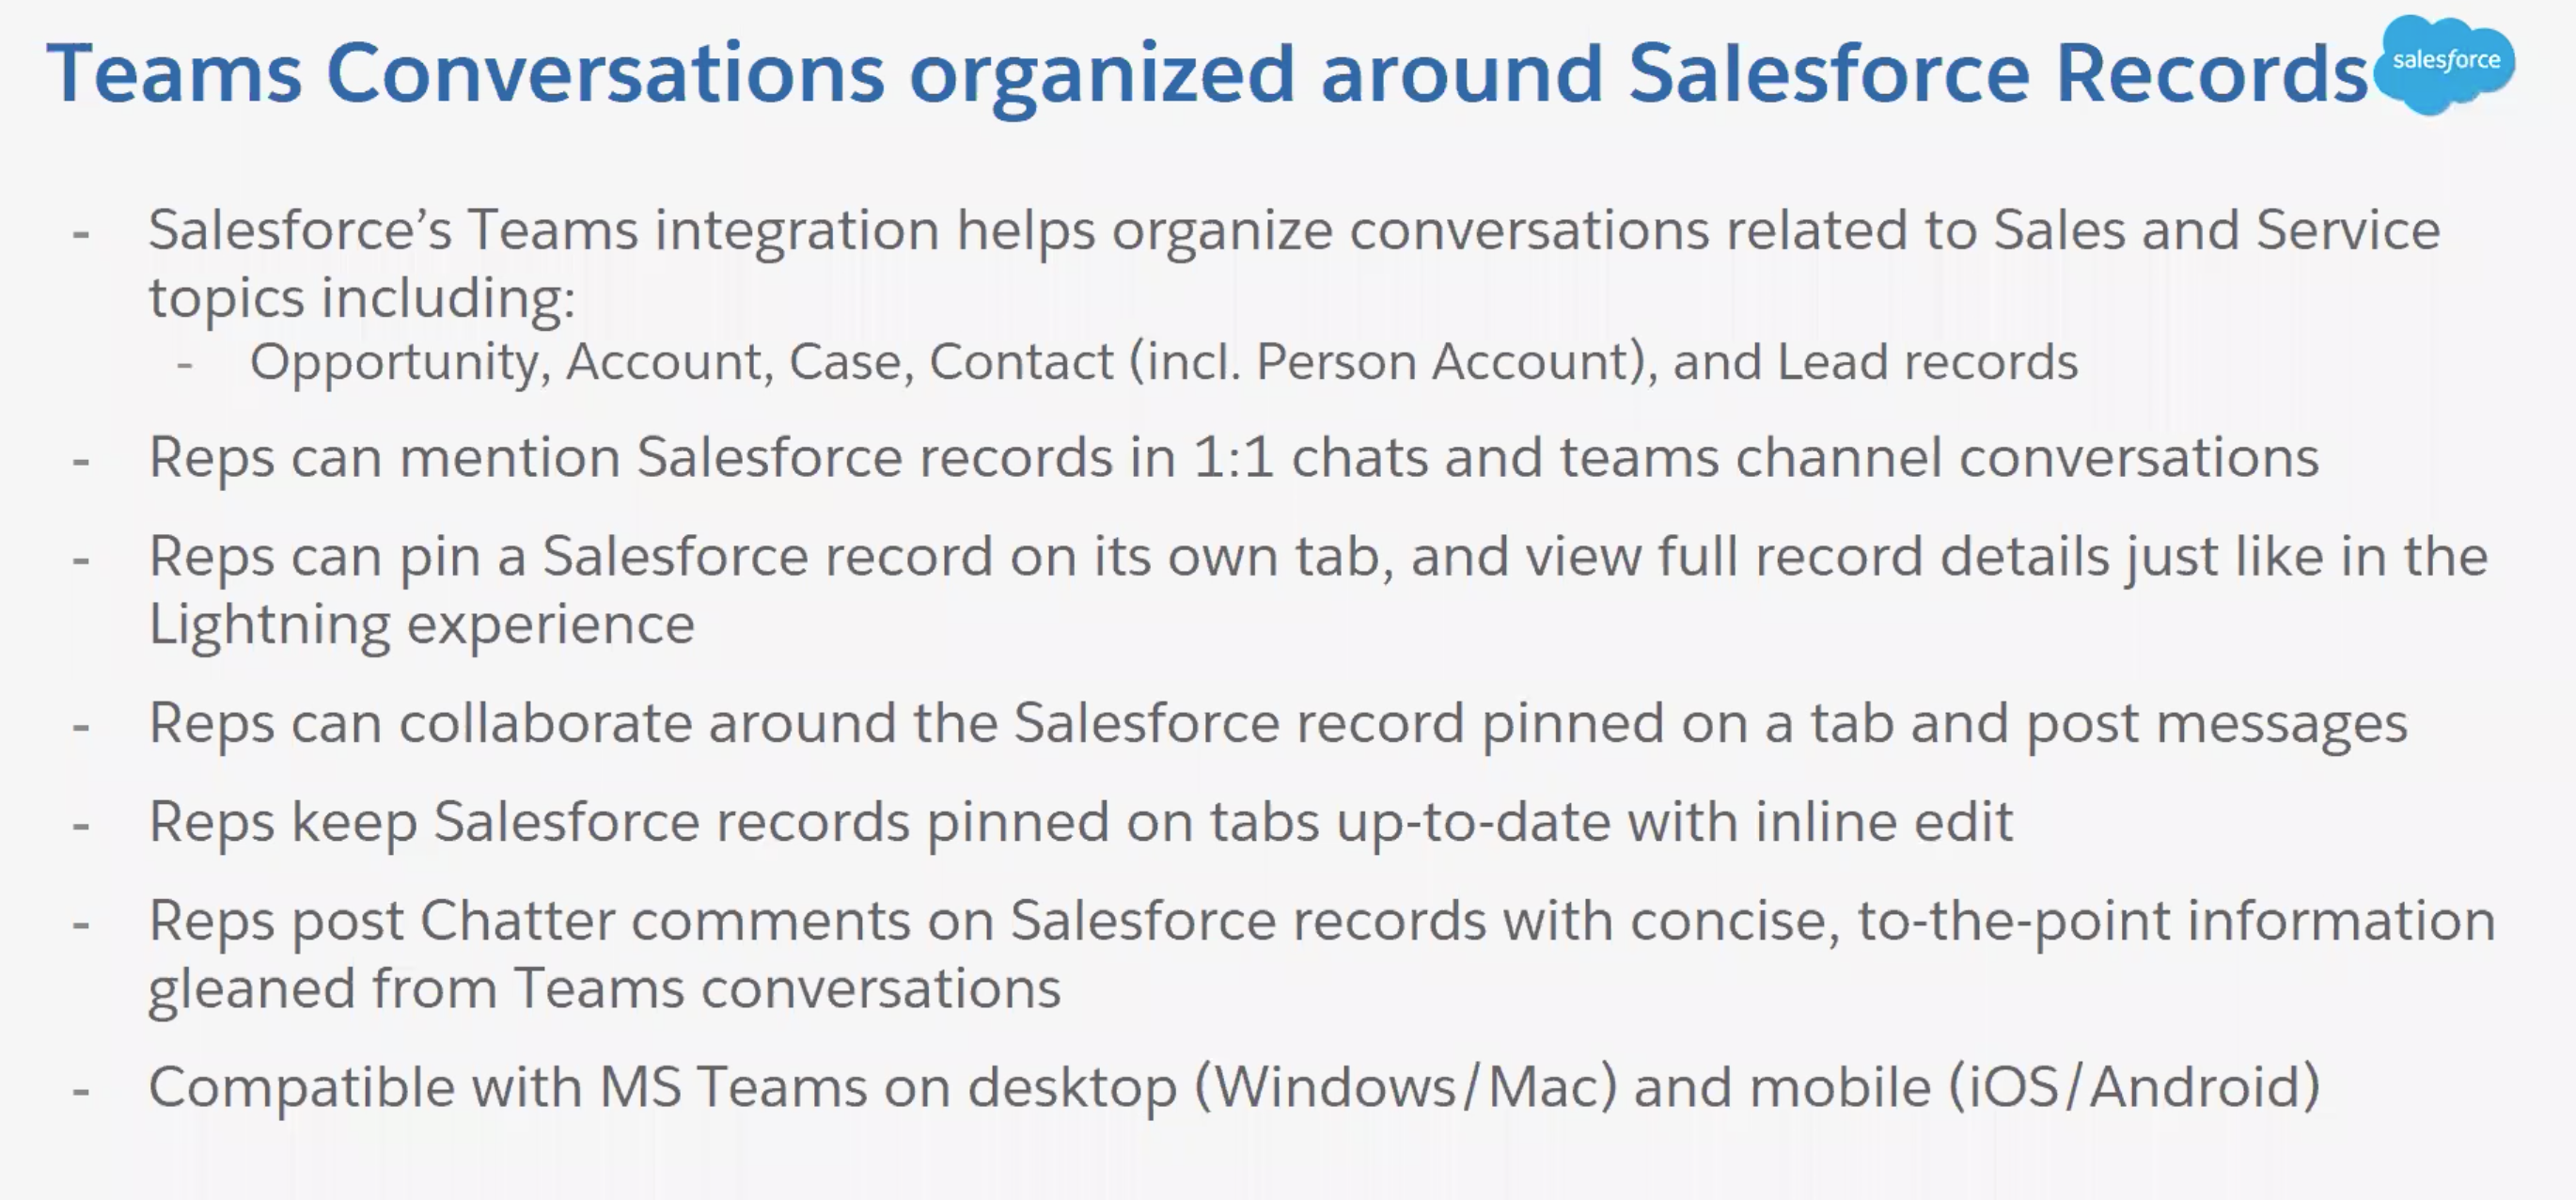 Teams Conversations organized around Salesforce Records
salesforce
- Salesforce’s Teams integration helps organize conversations related to Sales and Service
topics including:
- Opportunity, Account, Case, Contact (incl. Person Account), and Lead records
- Reps can mention Salesforce records in 1:1 chats and teams channel conversations
- Reps can pin a Salesforce record on its own tab, and view full record details just like in the
Lightning experience
- Reps can collaborate around the Salesforce record pinned on a tab and post messages
- Reps keep Salesforce records pinned on tabs up-to-date with inline edit
- Reps post Chatter comments on Salesforce records with concise, to-the-point information
gleaned from Teams conversations
- Compatible with MS Teams on desktop (Windows/Mac) and mobile (iOS/Android)